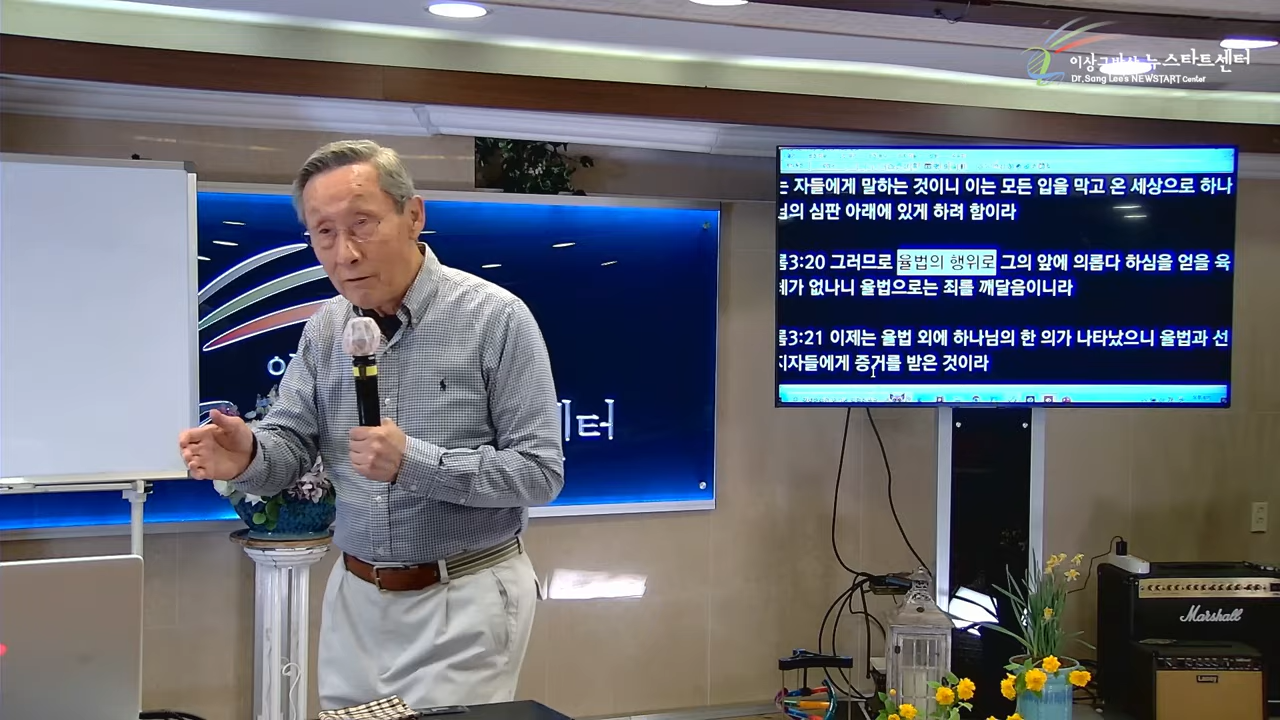 이상구박사 뉴스타트센터
Dr. Sang Lee's NEWSTART Center
자들에게 말하는 것이니 이는 모든 입을 막고 온 세상으로 하나
의 심판 아래에 있게 하려 함이라
3:20 그러므로 율법의 행위로 그의 앞에 의롭다 하심을 얻을 육
가 없나니 율법으로는 죄를 깨달음이니라
3:21 이제는 율법 외에 하나님의 한 의가 나타났으니 율법과 선
지자들에게 증거를 받은 것이라
터
Marshall
Laney